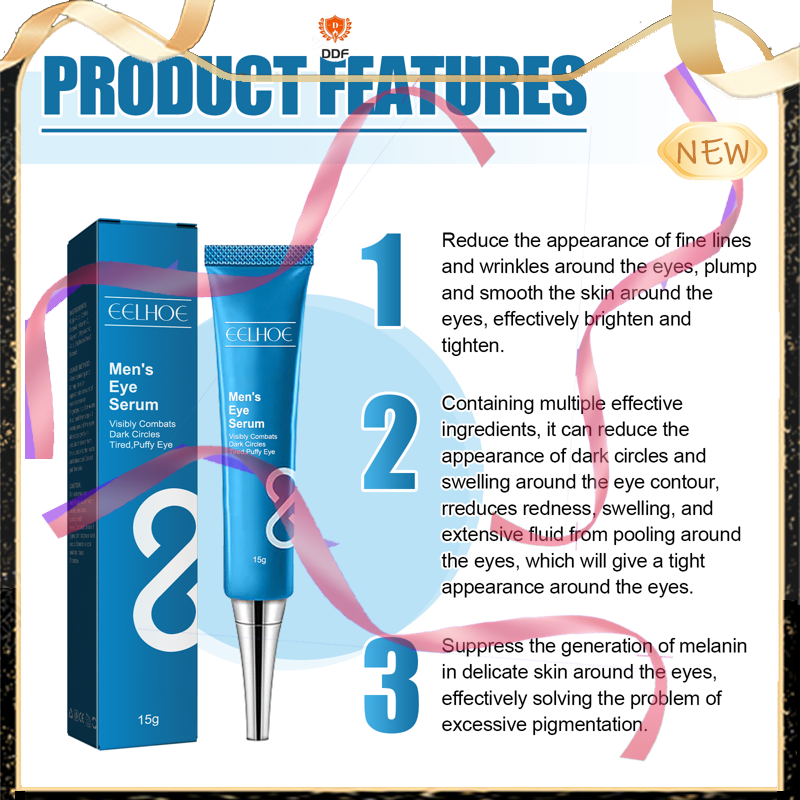 DDF
PRODUCT FEATURES
NEW
1
Reduce the appearance of fine lines
and wrinkles around the eyes, plump
and smooth the skin around the
eyes, effectively brighten and
tighten.
2
Containing multiple effective
ingredients, it can reduce the
appearance of dark circles and
swelling around the eye contour,
rreduces redness, swelling, and
extensive fluid from pooling around
the eyes, which will give a tight
appearance around the eyes.
3
Suppress the generation of melanin
in delicate skin around the eyes,
effectively solving the problem of
excessive pigmentation.
EELHOE
Men's
Eye
Serum
Visibly Combats
Dark Circles
Tired,Puffy Eye
15g
EELHOE
Men's
Eye
Serum
Visibly Combats
Dark Circles
Tired,Puffy Eye
15g